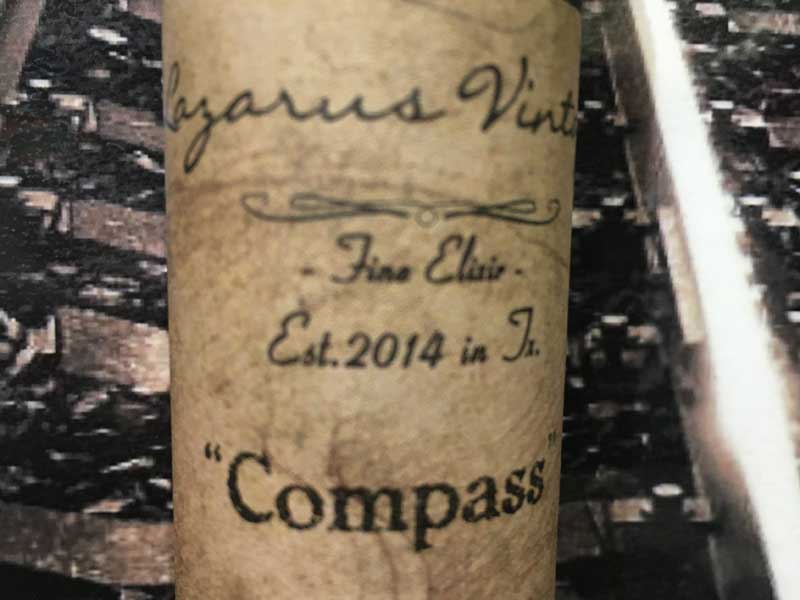 Lazarus Vint
- Fine Elixir -
Est.2014 in Tx.
"Compass"